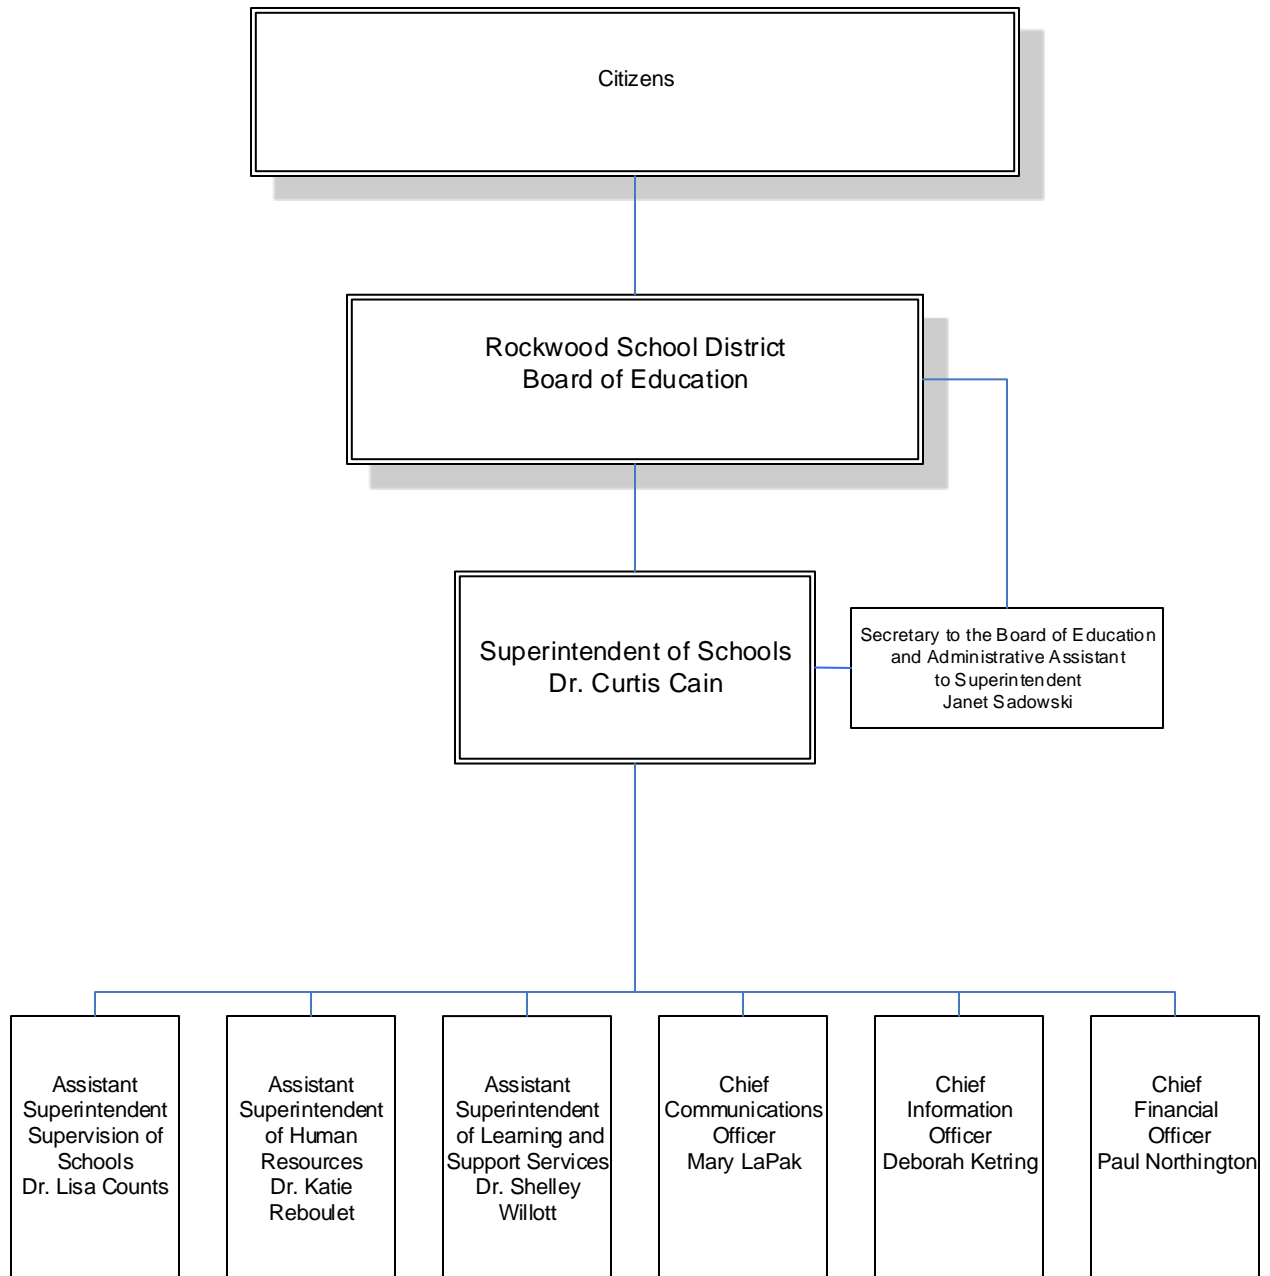 Citizens
Rockwood School District
Board of Education
Superintendent of Schools
Dr. Curtis Cain
Secretary to the Board of Education
and Administrative Assistant
to Superintendent
Janet Sadowski
Assistant
Superintendent
Supervision of
Schools
Dr. Lisa Counts
Assistant
Superintendent
of Human
Resources
Dr. Katie
Reboulet
Assistant
Superintendent
of Learning and
Support Services
Dr. Shelley
Willott
Chief
Communications
Officer
Mary LaPak
Chief
Information
Officer
Deborah Ketring
Chief
Financial
Officer
Paul Northington